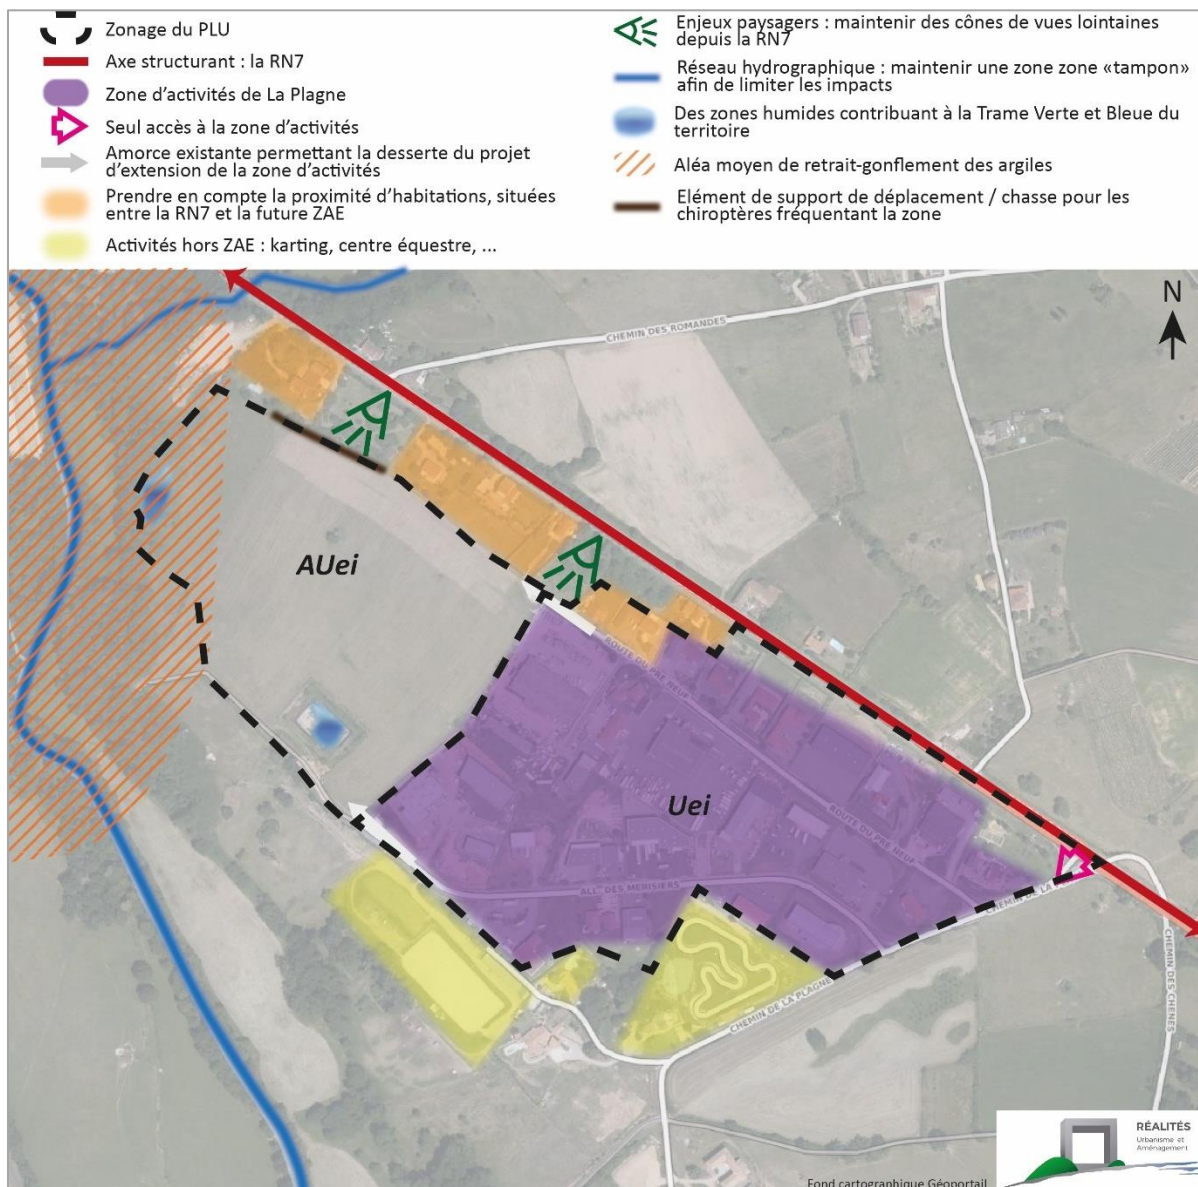 Zonage du PLU
Axe structurant : la RN7
Zone d'activités de La Plagne
Seul accès à la zone d'activités
Amorce existante permettant la desserte du projet
d'extension de la zone d'activités
Prendre en compte la proximité d'habitations, situées
entre la RN7 et la future ZAE
Activités hors ZAE : karting, centre équestre, ...
Enjeux paysagers : maintenir des cônes de vues lointaines
depuis la RN7
Réseau hydrographique : maintenir une zone zone «tampon»
afin de limiter les impacts
Des zones humides contribuant à la Trame Verte et Bleue du
territoire
Aléa moyen de retrait-gonflement des argiles
Elément de support de déplacement / chasse pour les
chiroptères fréquentant la zone
N
CHEMIN DES ROMANDES
AUei
ROUTE DU PRE NEUF
Uei
ROUTE DU PRE NEUF
ALL. DES MERISIERS
CHEMIN DE LA
CHEMIN DE LA PLAGNE
CHEMIN DES CHENES
RÉALITÉS
Urbanisme et
Aménagement
Fond cartographique Géoportail